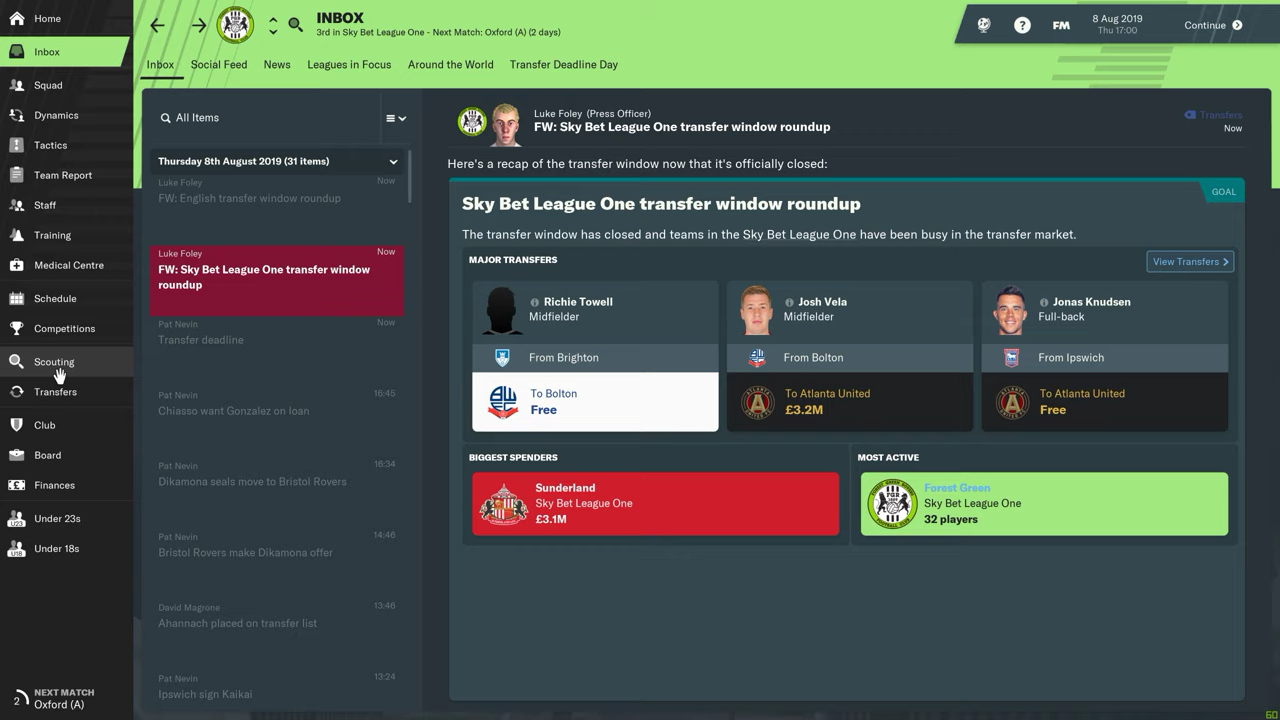 Home
Inbox
Squad
Dynamics
Tactics
Team Report
Staff
Training
Medical Centre
Schedule
Competitions
Scouting
Transfers
Club
Board
Finances
U23
Under 23s
U18
Under 18s
2
NEXT MATCH
Oxford (A)
INBOX
3rd in Sky Bet League One - Next Match: Oxford (A) (2 days)
? FM
8 Aug 2019
Thu 17:00
Continue
Inbox Social Feed News Leagues in Focus Around the World Transfer Deadline Day
All Items
Thursday 8th August 2019 (31 items)
Luke Foley Now
FW: English transfer window roundup
Luke Foley Now
FW: Sky Bet League One transfer window
roundup
Pat Nevin Now
Transfer deadline
Pat Nevin 16:45
Chiasso want Gonzalez on loan
Pat Nevin 16:34
Dikamona seals move to Bristol Rovers
Pat Nevin 14:46
Bristol Rovers make Dikamona offer
David Magrone 13:46
Ahannach placed on transfer list
Pat Nevin 13:24
Ipswich sign Kaikai
Luke Foley (Press Officer)
FW: Sky Bet League One transfer window roundup
Transfers
Now
Here's a recap of the transfer window now that it's officially closed:
GOAL
Sky Bet League One transfer window roundup
The transfer window has closed and teams in the Sky Bet League One have been busy in the transfer market.
MAJOR TRANSFERS
View Transfers
Richie Towell
Midfielder
From Brighton
To Bolton
Free
Josh Vela
Midfielder
From Bolton
To Atlanta United
£3.2M
Jonas Knudsen
Full-back
From Ipswich
To Atlanta United
Free
BIGGEST SPENDERS
Sunderland
Sky Bet League One
£3.1M
MOST ACTIVE
Forest Green
Sky Bet League One
32 players
60